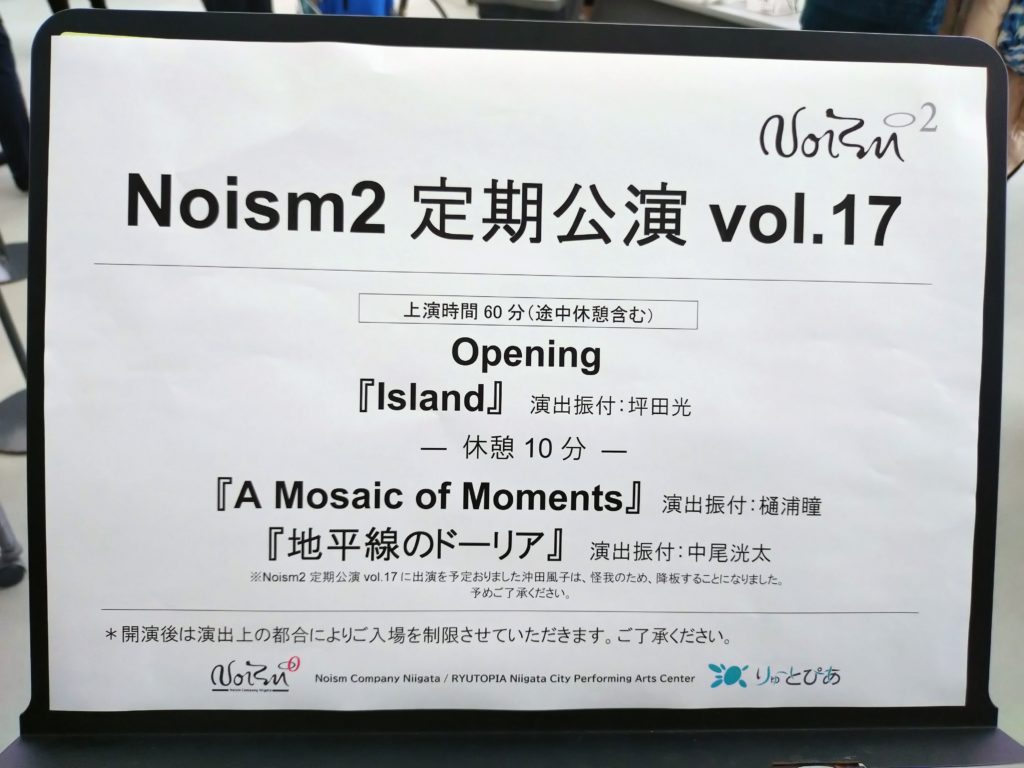 Noism2
Noism2 定期公演 vol.17
上演時間 60 分（途中休憩含む）
Opening
『Island』 演出振付：坪田光
― 休憩 10 分 ―
『A Mosaic of Moments』 演出振付：樋浦瞳
『地平線のドーリア』 演出振付：中尾洸太
※Noism2 定期公演 vol.17 に出演を予定おりました沖田風子は、怪我のため、降板することになりました。
予めご了承ください。
＊開演後は演出上の都合によりご入場を制限させていただきます。ご了承ください。
Noism0 Noism Company Niigata Noism Company Niigata / RYUTOPIA Niigata City Performing Arts Center りゅーとぴあ